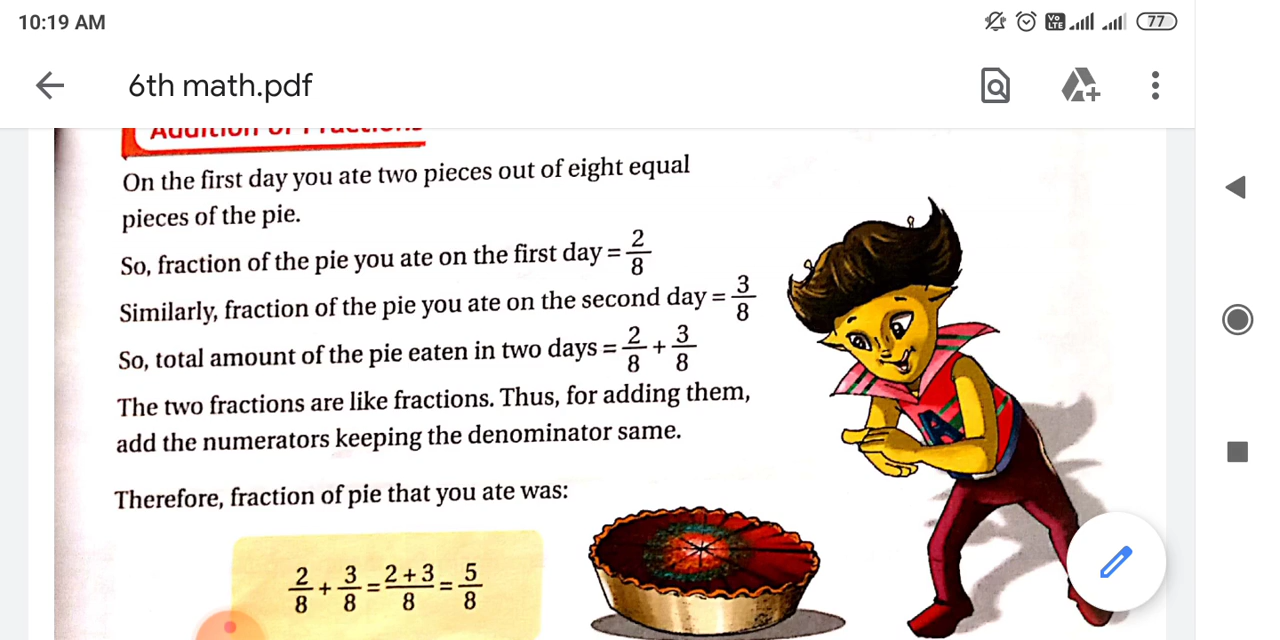 10:19 AM
Vo LTE
77
6th math.pdf
Addition of Fractions
On the first day you ate two pieces out of eight equal
pieces of the pie.
So, fraction of the pie you ate on the first day = 2/8
Similarly, fraction of the pie you ate on the second day = 3/8
So, total amount of the pie eaten in two days = 2/8 + 3/8
The two fractions are like fractions. Thus, for adding them,
add the numerators keeping the denominator same.
Therefore, fraction of pie that you ate was:
2/8 + 3/8 = 2+3/8 = 5/8
A